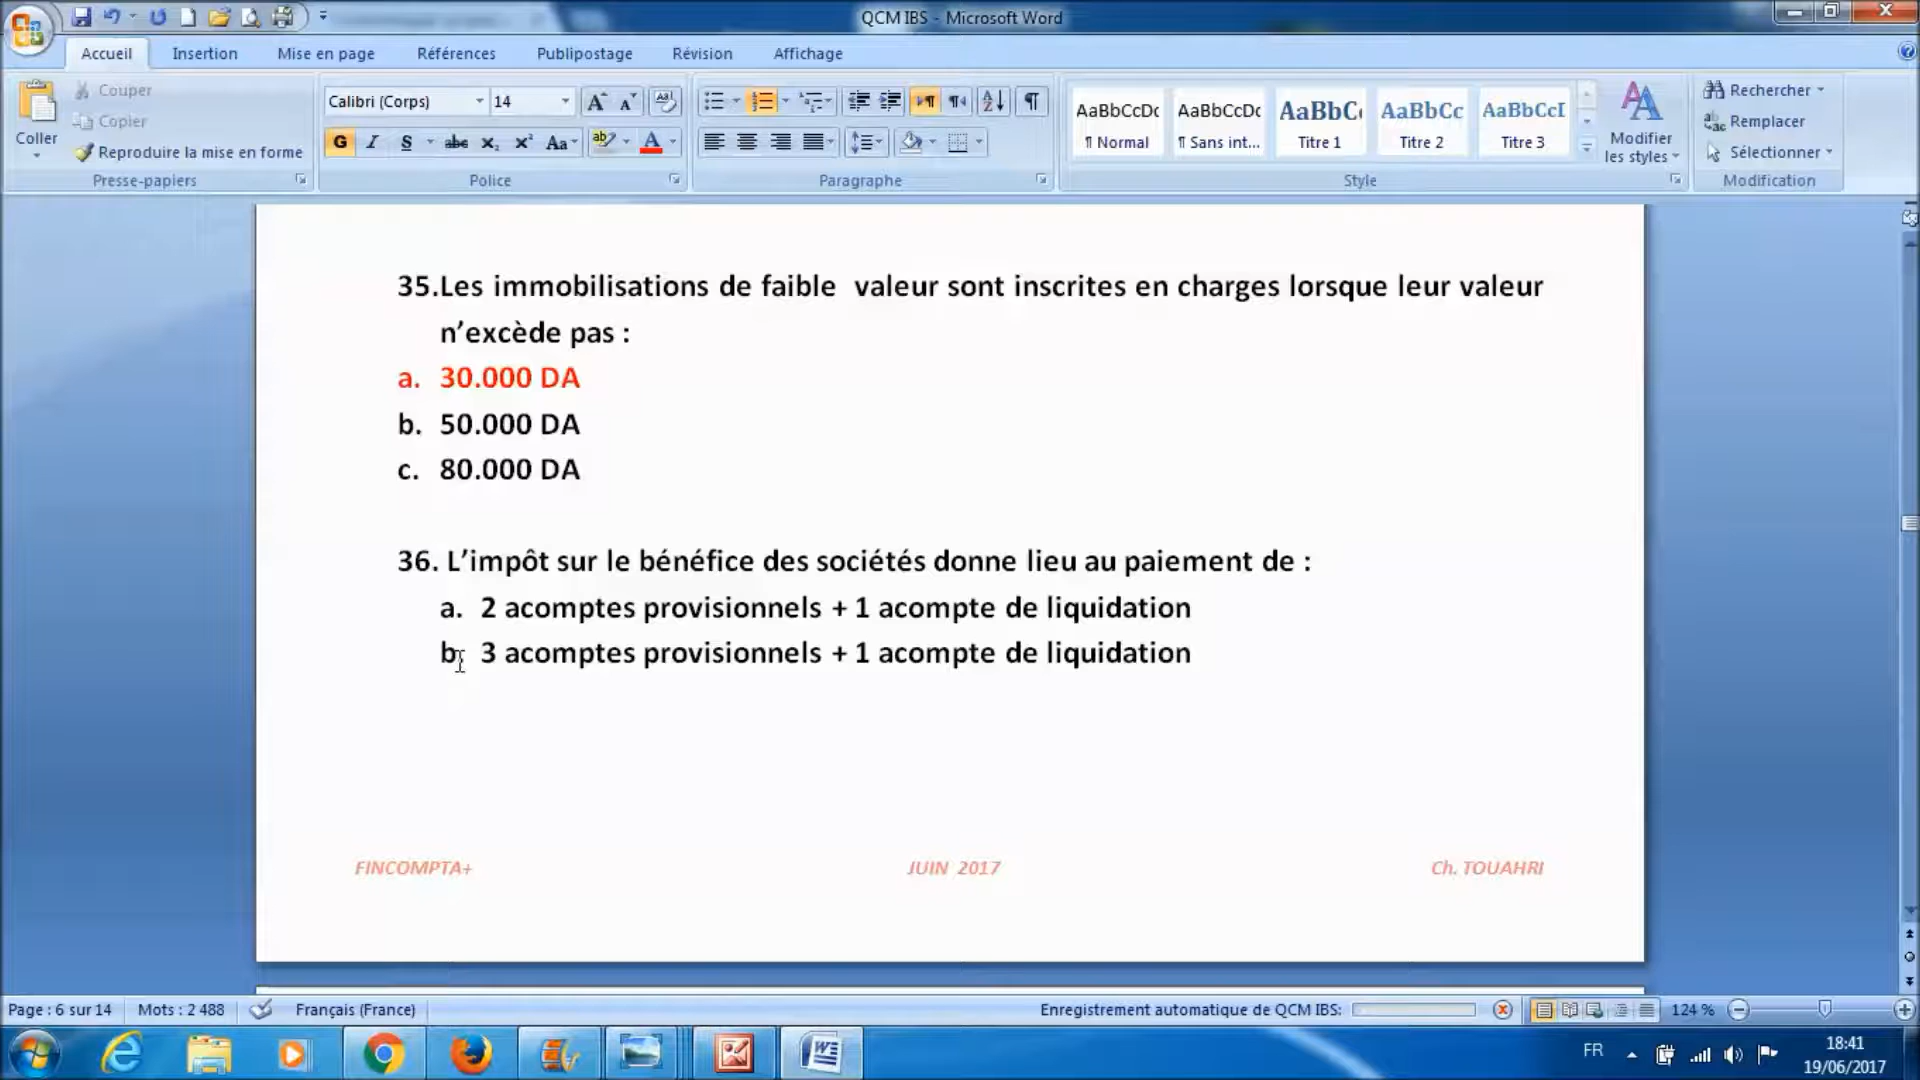 QCM IBS - Microsoft Word
Accueil Insertion Mise en page Références Publipostage Révision Affichage
Coller
Couper
Copier
Reproduire la mise en forme
Presse-papiers
Calibri (Corps) 14
G I S abc x₂ x² Aa
Police
Paragraphe
AaBbCcDc AaBbCcDc AaBbC AaBbCc AaBbCcI
¶ Normal ¶ Sans int... Titre 1 Titre 2 Titre 3
Modifier
les styles
Style
Rechercher
Remplacer
Sélectionner
Modification
35.Les immobilisations de faible valeur sont inscrites en charges lorsque leur valeur
n’excède pas :
a. 30.000 DA
b. 50.000 DA
c. 80.000 DA
36. L’impôt sur le bénéfice des sociétés donne lieu au paiement de :
a. 2 acomptes provisionnels + 1 acompte de liquidation
b. 3 acomptes provisionnels + 1 acompte de liquidation
FINCOMPTA+ JUIN 2017 Ch. TOUAHRI
Page : 6 sur 14 Mots : 2 488 Français (France) Enregistrement automatique de QCM IBS: 124 %
FR 18:41
19/06/2017